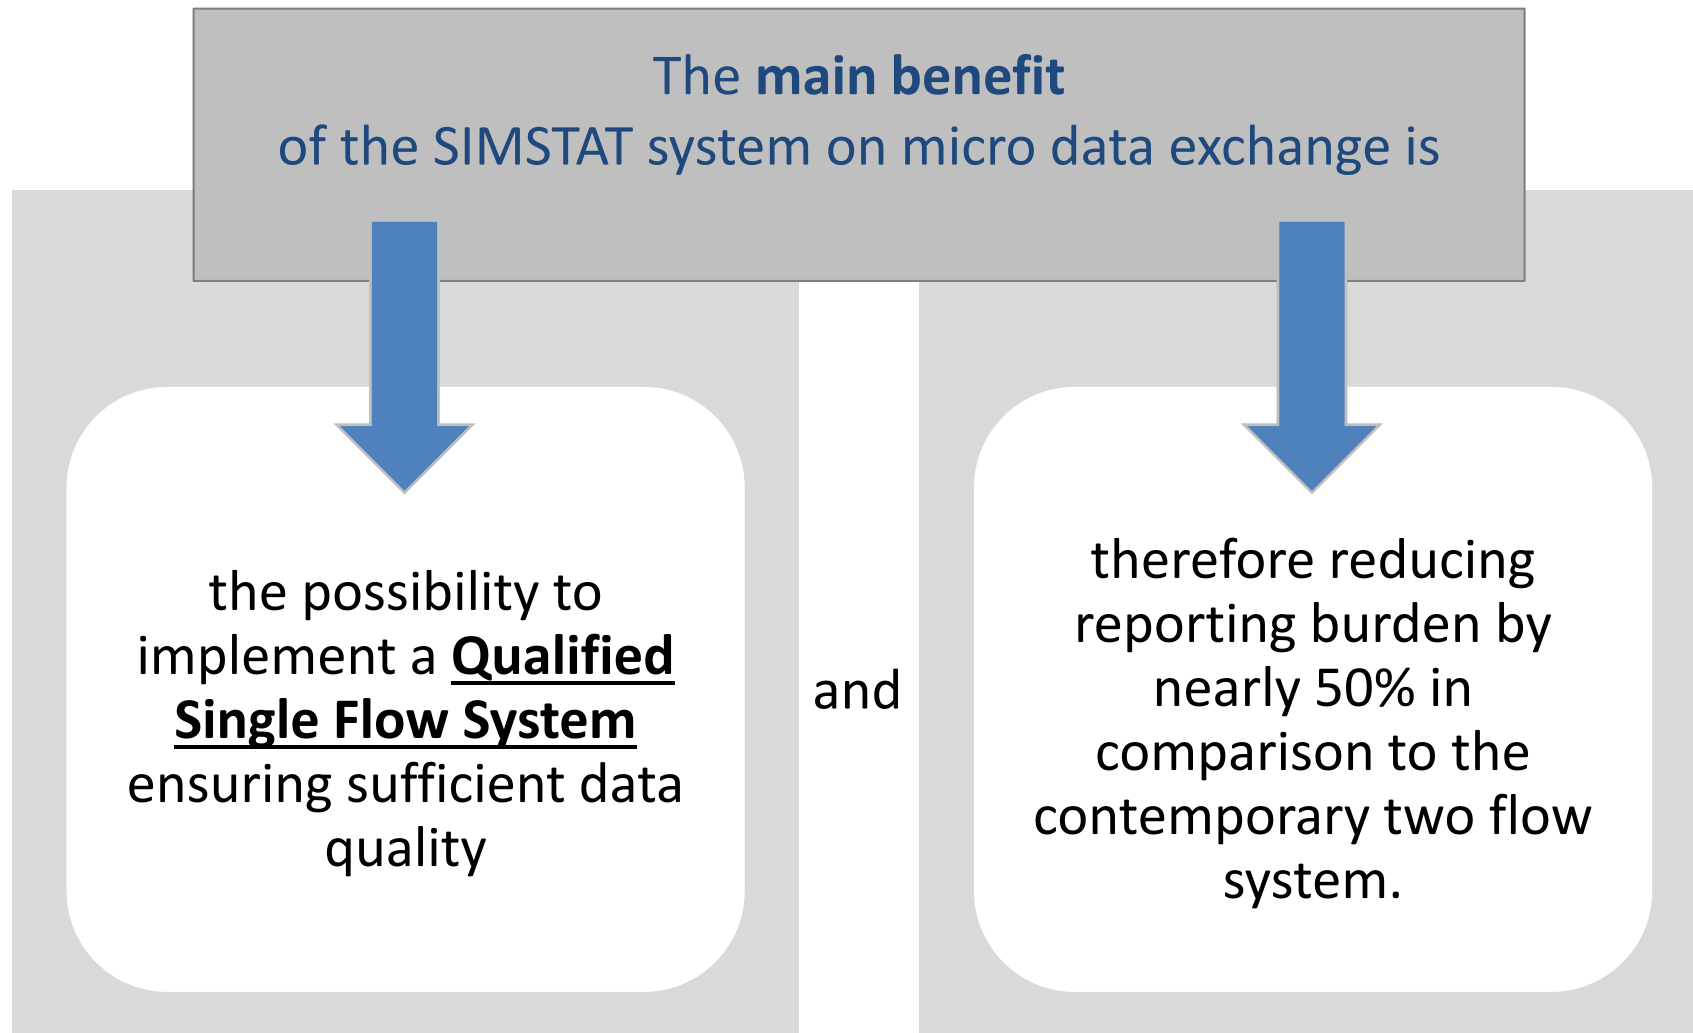 The main benefit
of the SIMSTAT system on micro data exchange is
the possibility to
implement a Qualified
Single Flow System
ensuring sufficient data
quality
and
therefore reducing
reporting burden by
nearly 50% in
comparison to the
contemporary two flow
system.